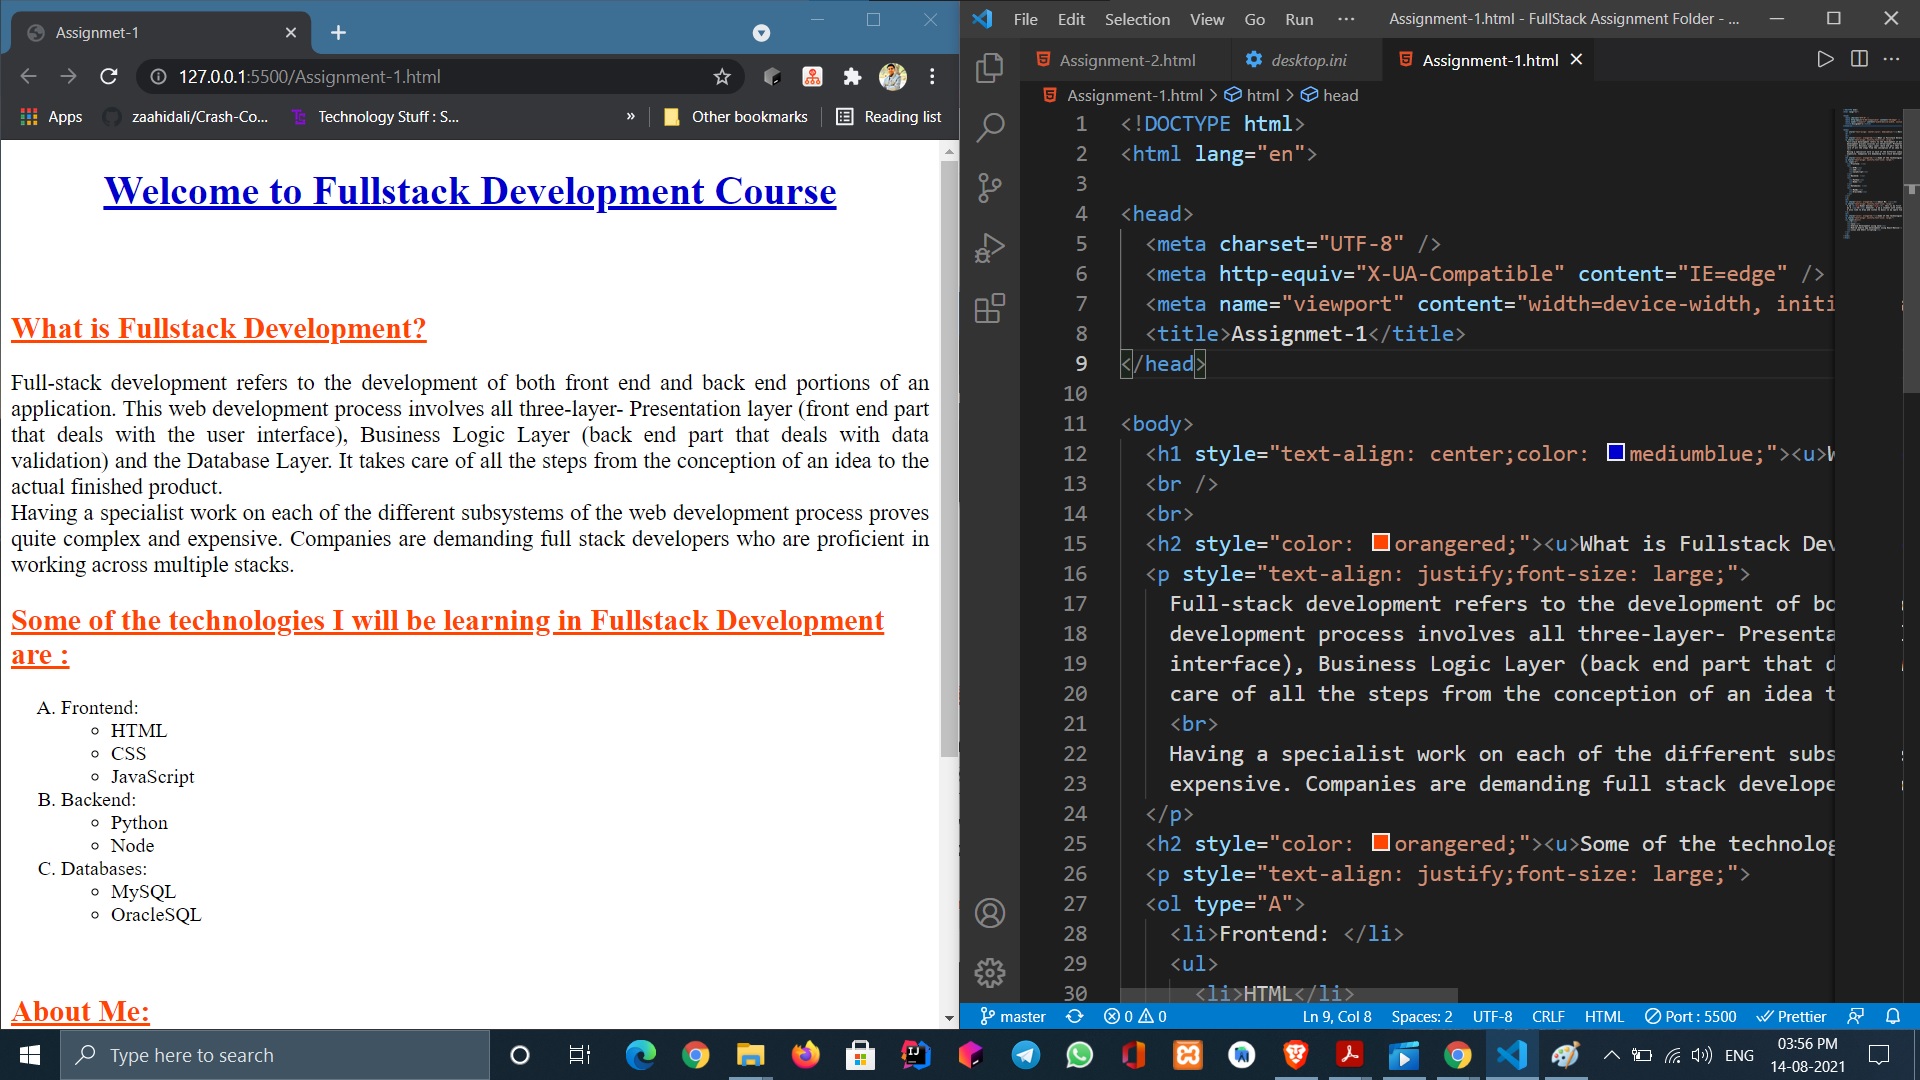 Assignmet-1
127.0.0.1:5500/Assignment-1.html
Apps
zaahidali/Crash-Co...
Technology Stuff : S...
»
Other bookmarks
Reading list
Welcome to Fullstack Development Course
What is Fullstack Development?
Full-stack development refers to the development of both front end and back end portions of an
application. This web development process involves all three-layer- Presentation layer (front end part
that deals with the user interface), Business Logic Layer (back end part that deals with data
validation) and the Database Layer. It takes care of all the steps from the conception of an idea to the
actual finished product.
Having a specialist work on each of the different subsystems of the web development process proves
quite complex and expensive. Companies are demanding full stack developers who are proficient in
working across multiple stacks.
Some of the technologies I will be learning in Fullstack Development
are :
A. Frontend:
HTML
CSS
JavaScript
B. Backend:
Python
Node
C. Databases:
MySQL
OracleSQL
About Me:
File Edit Selection View Go Run ··· Assignment-1.html - FullStack Assignment Folder - ...
Assignment-2.html desktop.ini Assignment-1.html
Assignment-1.html > html > head
1 <!DOCTYPE html>
2 <html lang="en">
3
4 <head>
5 <meta charset="UTF-8" />
6 <meta http-equiv="X-UA-Compatible" content="IE=edge" />
7 <meta name="viewport" content="width=device-width, initi
8 <title>Assignmet-1</title>
9 </head>
10
11 <body>
12 <h1 style="text-align: center;color: mediumblue;"><u>W
13 <br />
14 <br>
15 <h2 style="color: orangered;"><u>What is Fullstack Dev
16 <p style="text-align: justify;font-size: large;">
17 Full-stack development refers to the development of bo
18 development process involves all three-layer- Presenta
19 interface), Business Logic Layer (back end part that d
20 care of all the steps from the conception of an idea t
21 <br>
22 Having a specialist work on each of the different subs
23 expensive. Companies are demanding full stack develope
24 </p>
25 <h2 style="color: orangered;"><u>Some of the technolog
26 <p style="text-align: justify;font-size: large;">
27 <ol type="A">
28 <li>Frontend: </li>
29 <ul>
30 <li>HTML</li>
master 0 0 Ln 9, Col 8 Spaces: 2 UTF-8 CRLF HTML Port : 5500 Prettier
Type here to search
ENG
03:56 PM
14-08-2021